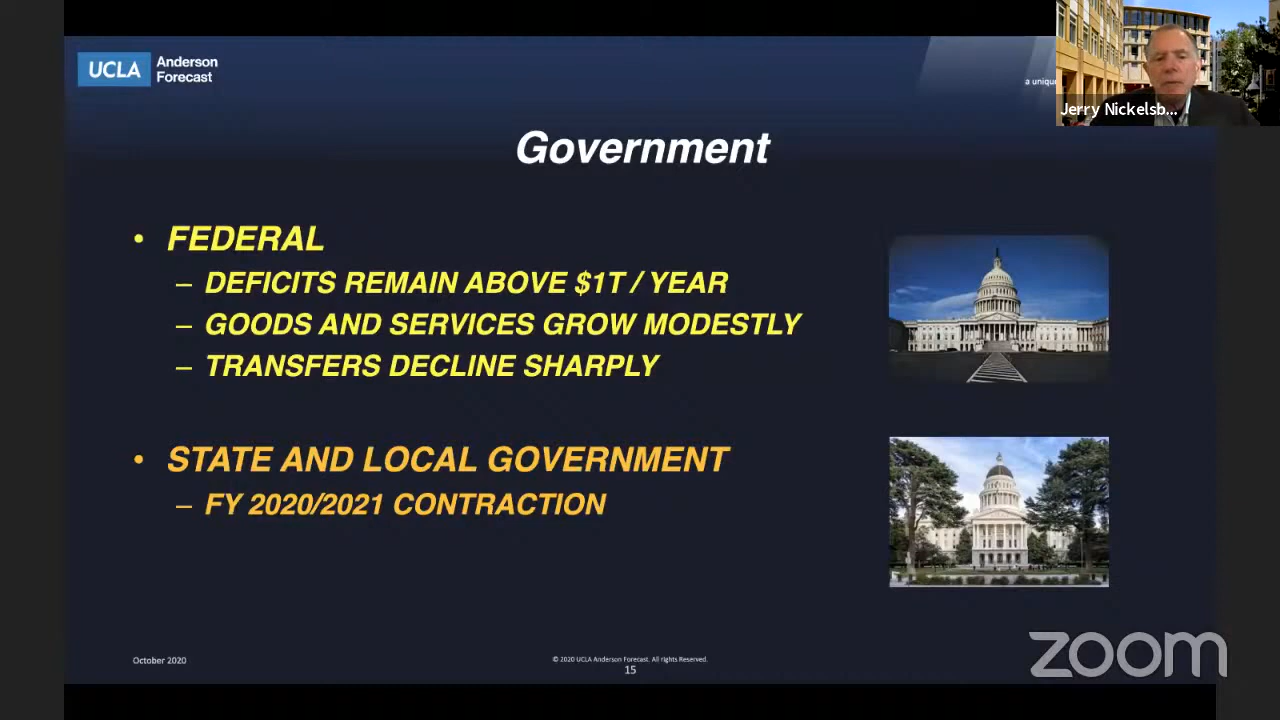 UCLA Anderson
Forecast
a uniqu
Jerry Nickelsb...
Government
• FEDERAL
– DEFICITS REMAIN ABOVE $1T / YEAR
– GOODS AND SERVICES GROW MODESTLY
– TRANSFERS DECLINE SHARPLY
• STATE AND LOCAL GOVERNMENT
– FY 2020/2021 CONTRACTION
October 2020
© 2020 UCLA Anderson Forecast. All rights Reserved.
15
zoom